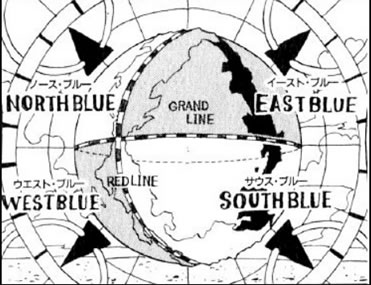 ノース・ブルー
NORTH BLUE
イースト・ブルー
EAST BLUE
GRAND
LINE
ウエスト・ブルー
WEST BLUE
RED LINE
サウス・ブルー
SOUTH BLUE